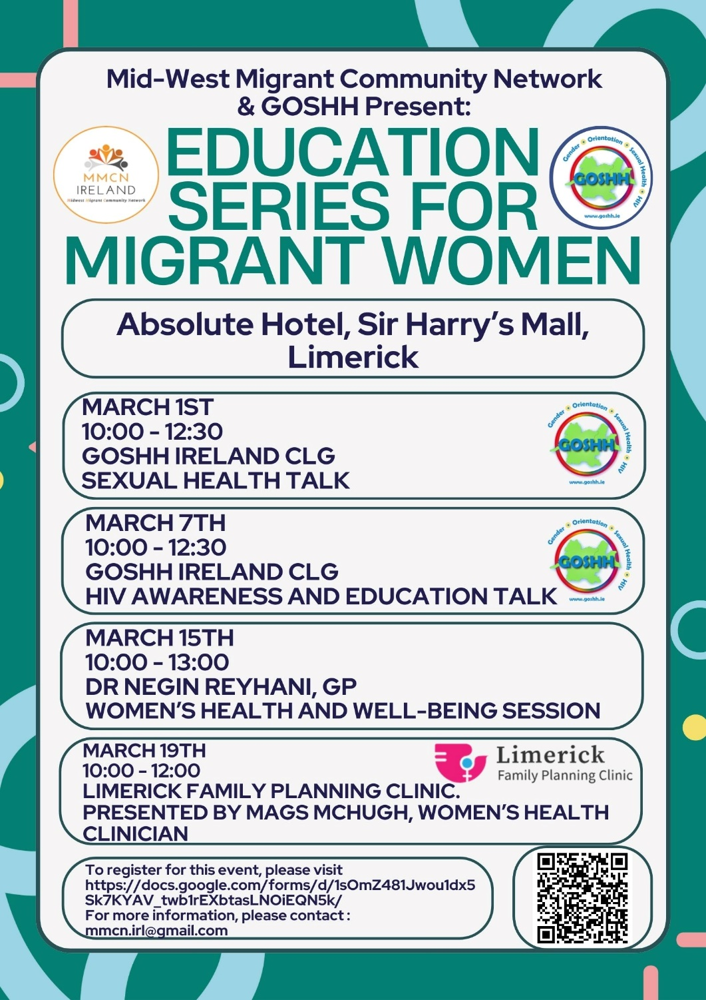 Mid-West Migrant Community Network
& GOSHH Present:
EDUCATION
SERIES FOR
MIGRANT WOMEN
MMCN
IRELAND
Midwest Migrant Community Network
Gender • Orientation • Sexual Health • HIV
GOSHH
www.goshh.ie
Absolute Hotel, Sir Harry's Mall,
Limerick
MARCH 1ST
10:00 - 12:30
GOSHH IRELAND CLG
SEXUAL HEALTH TALK
Gender • Orientation • Sexual Health • HIV
GOSHH
www.goshh.ie
MARCH 7TH
10:00 - 12:30
GOSHH IRELAND CLG
HIV AWARENESS AND EDUCATION TALK
Gender • Orientation • Sexual Health • HIV
GOSHH
www.goshh.ie
MARCH 15TH
10:00 - 13:00
DR NEGIN REYHANI, GP
WOMEN'S HEALTH AND WELL-BEING SESSION
MARCH 19TH
10:00 - 12:00
LIMERICK FAMILY PLANNING CLINIC.
PRESENTED BY MAGS MCHUGH, WOMEN'S HEALTH
CLINICIAN
Limerick
Family Planning Clinic
To register for this event, please visit
https://docs.google.com/forms/d/1sOmZ481Jwou1dx5
Sk7KYAV_twb1rEXbtasLNOiEQN5k/
For more information, please contact :
mmcn.irl@gmail.com